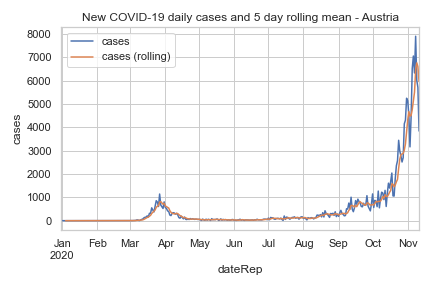 New COVID-19 daily cases and 5 day rolling mean - Austria
cases
cases (rolling)
8000
7000
6000
5000
4000
3000
2000
1000
0
cases
Jan Feb Mar Apr May Jun Jul Aug Sep Oct Nov
2020
dateRep